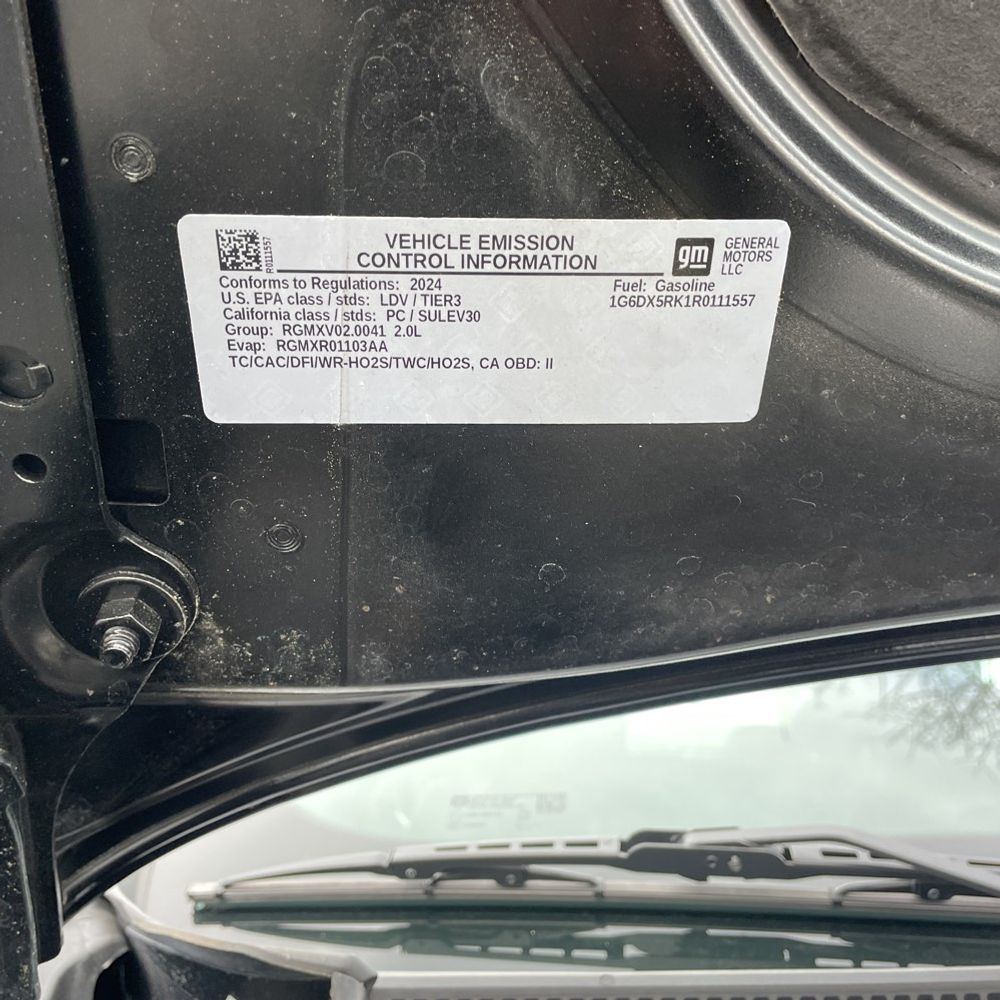 R0111557
VEHICLE EMISSION
CONTROL INFORMATION
gm
GENERAL
MOTORS
LLC
Conforms to Regulations: 2024
Fuel: Gasoline
U.S. EPA class / stds: LDV / TIER3
1G6DX5RK1R0111557
California class / stds: PC / SULEV30
Group: RGMXV02.0041 2.0L
Evap: RGMXR01103AA
TC/CAC/DFI/WR-HO2S/TWC/HO2S, CA OBD: II